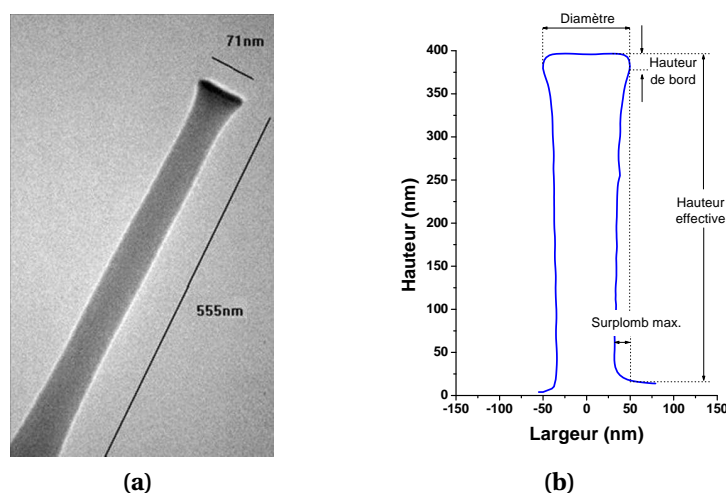 71nm
555nm
(a)
Diamètre
Hauteur
de bord
Hauteur
effective
Surplomb max.
Hauteur (nm)
400
350
300
250
200
150
100
50
0
-150 -100 -50 0 50 100 150
Largeur (nm)
(b)